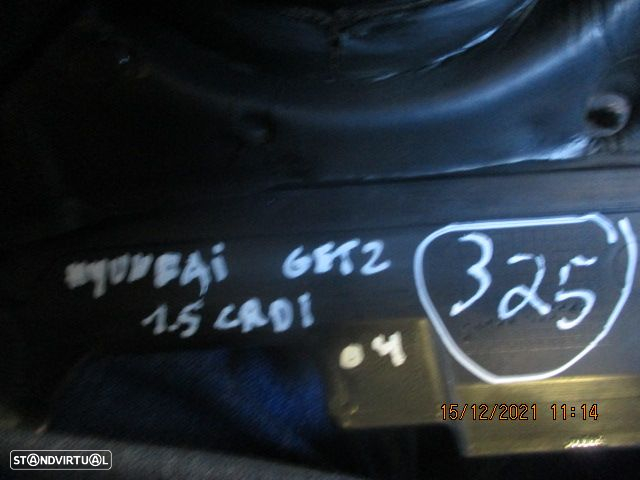 HYUNDAI GETZ
1.5 CRDI
325
04
15/12/2021 11:14
STANDVIRTUAL